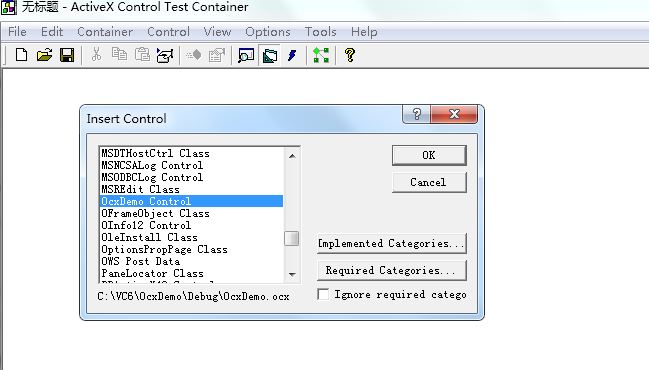 无标题 - ActiveX Control Test Container
File Edit Container Control View Options Tools Help
Insert Control
MSDTHostCtrl Class
MSNCSALog Control
MSODBCLog Control
MSREdit Class
OcxDemo Control
OFrameObject Class
OInfo12 Control
OleInstall Class
OptionsPropPage Class
OWS Post Data
PaneLocator Class
C:\VC6\OcxDemo\Debug\OcxDemo.ocx
OK
Cancel
Implemented Categories...
Required Categories...
Ignore required catego